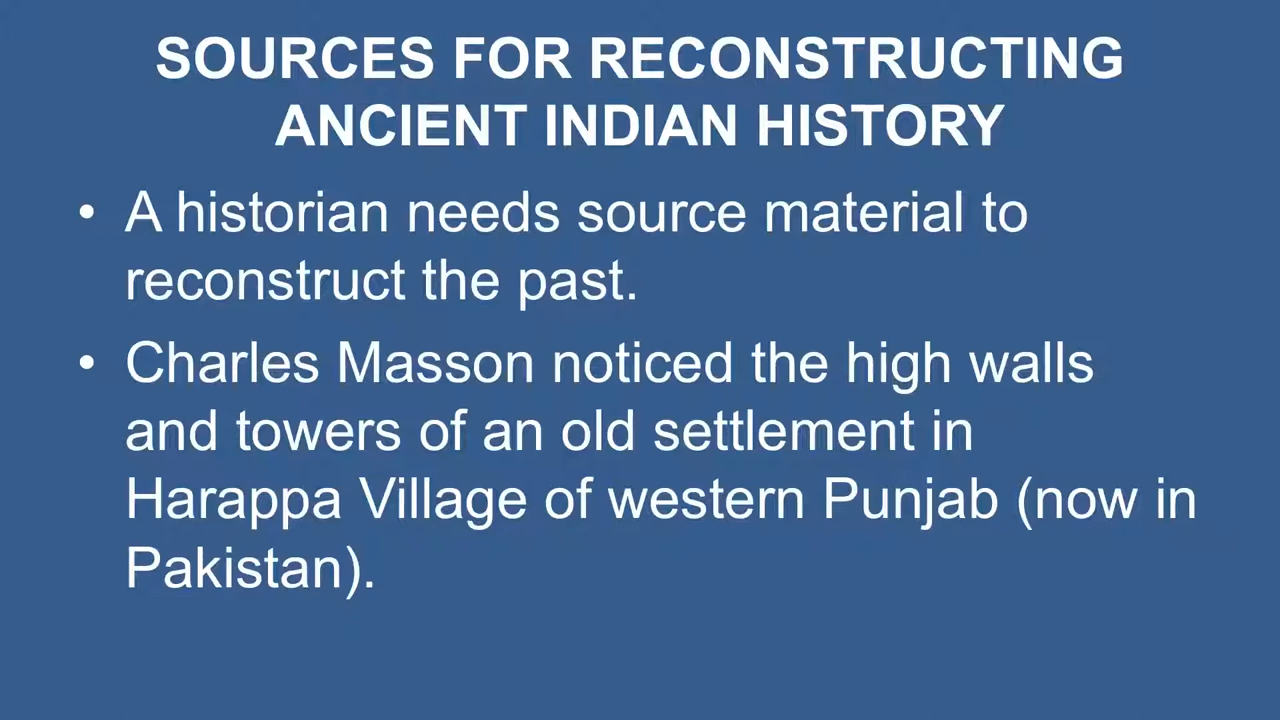 SOURCES FOR RECONSTRUCTING
ANCIENT INDIAN HISTORY
• A historian needs source material to
reconstruct the past.
• Charles Masson noticed the high walls
and towers of an old settlement in
Harappa Village of western Punjab (now in
Pakistan).